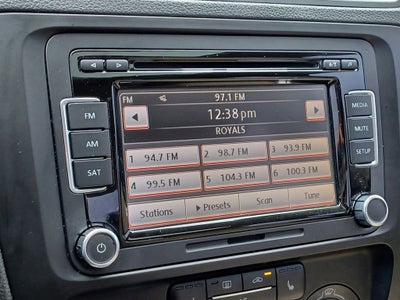 FM 97.1 FM
FM
12:38 pm
MEDIA
AM
ROYALS
MUTE
SAT
1 94.7 FM 2 98.7 FM 3 93.9 FM
SETUP
4 99.5 FM 5 104.3 FM 6 100.3 FM
Stations Presets Scan Tune